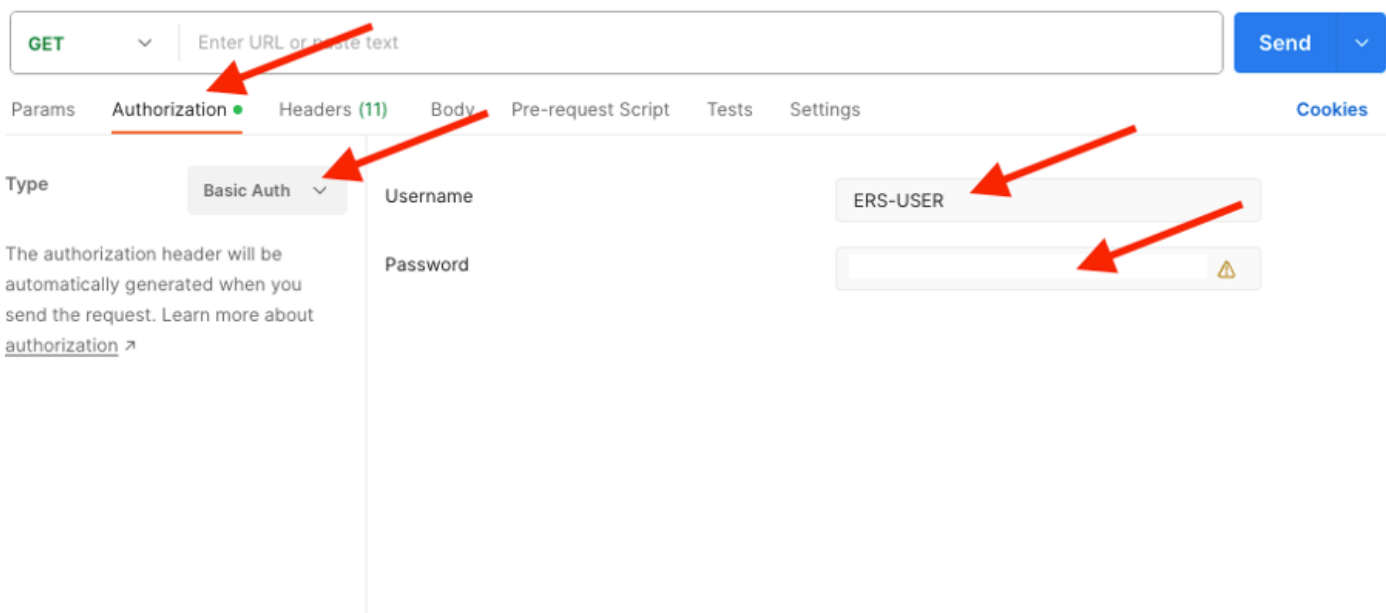 GET Enter URL or paste text Send
Params Authorization Headers (11) Body Pre-request Script Tests Settings Cookies
Type Basic Auth
The authorization header will be
automatically generated when you
send the request. Learn more about
authorization ↗
Username ERS-USER
Password